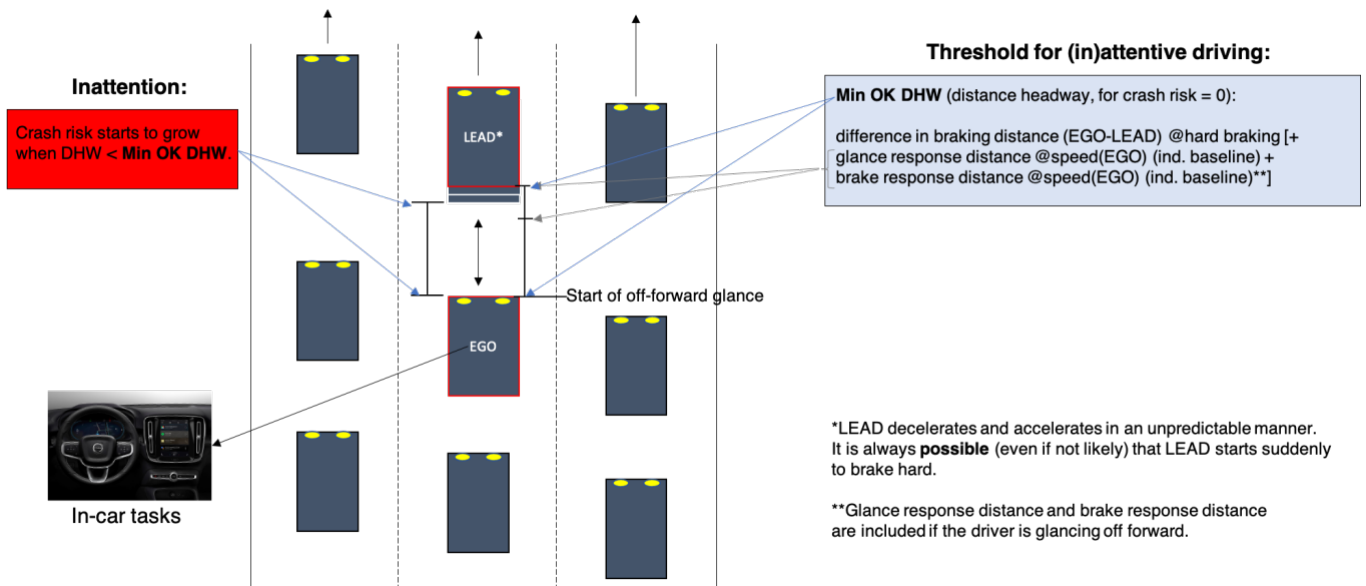 Inattention:
Crash risk starts to grow
when DHW < Min OK DHW.
LEAD*
Threshold for (in)attentive driving:
Min OK DHW (distance headway, for crash risk = 0):
difference in braking distance (EGO-LEAD) @hard braking [+
glance response distance @speed(EGO) (ind. baseline) +
brake response distance @speed(EGO) (ind. baseline)**]
Start of off-forward glance
EGO
In-car tasks
*LEAD decelerates and accelerates in an unpredictable manner.
It is always possible (even if not likely) that LEAD starts suddenly
to brake hard.
**Glance response distance and brake response distance
are included if the driver is glancing off forward.